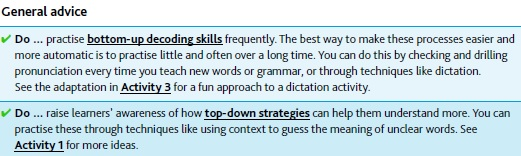 General advice
✔ Do ... practise bottom-up decoding skills frequently. The best way to make these processes easier and
more automatic is to practise little and often over a long time. You can do this by checking and drilling
pronunciation every time you teach new words or grammar, or through techniques like dictation.
See the adaptation in Activity 3 for a fun approach to a dictation activity.
✔ Do ... raise learners’ awareness of how top-down strategies can help them understand more. You can
practise these through techniques like using context to guess the meaning of unclear words. See
Activity 1 for more ideas.